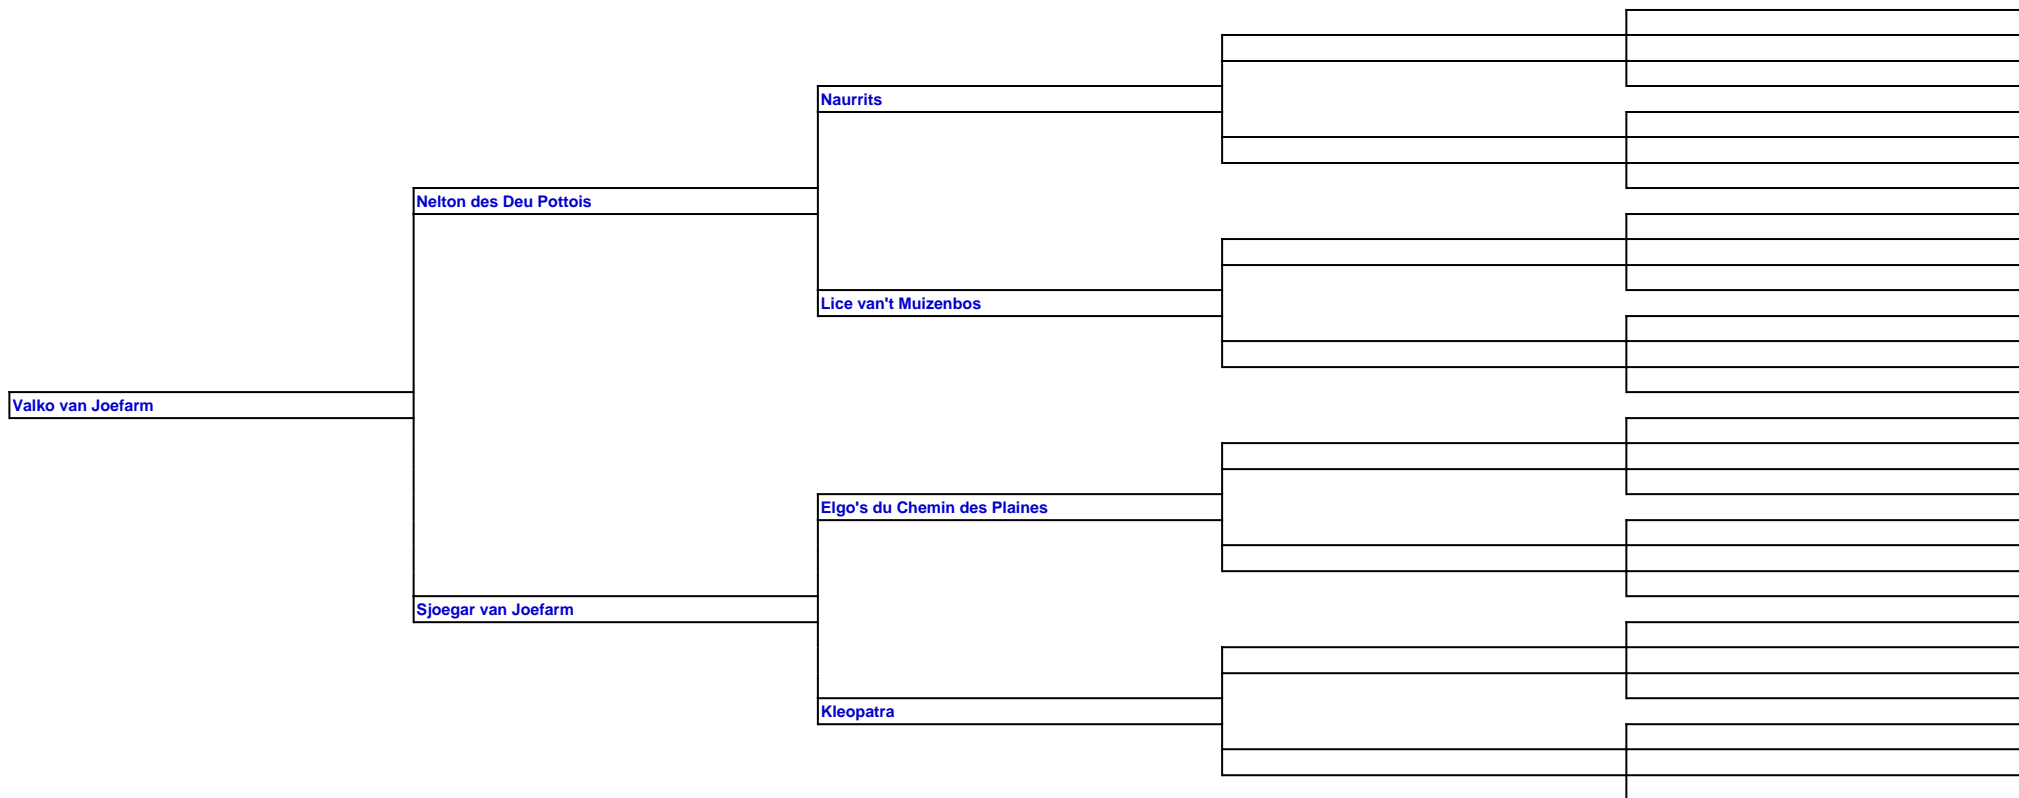 Naurrits
Nelton des Deu Pottois
Lice van't Muizenbos
Valko van Joefarm
Elgo's du Chemin des Plaines
Sjoegar van Joefarm
Kleopatra